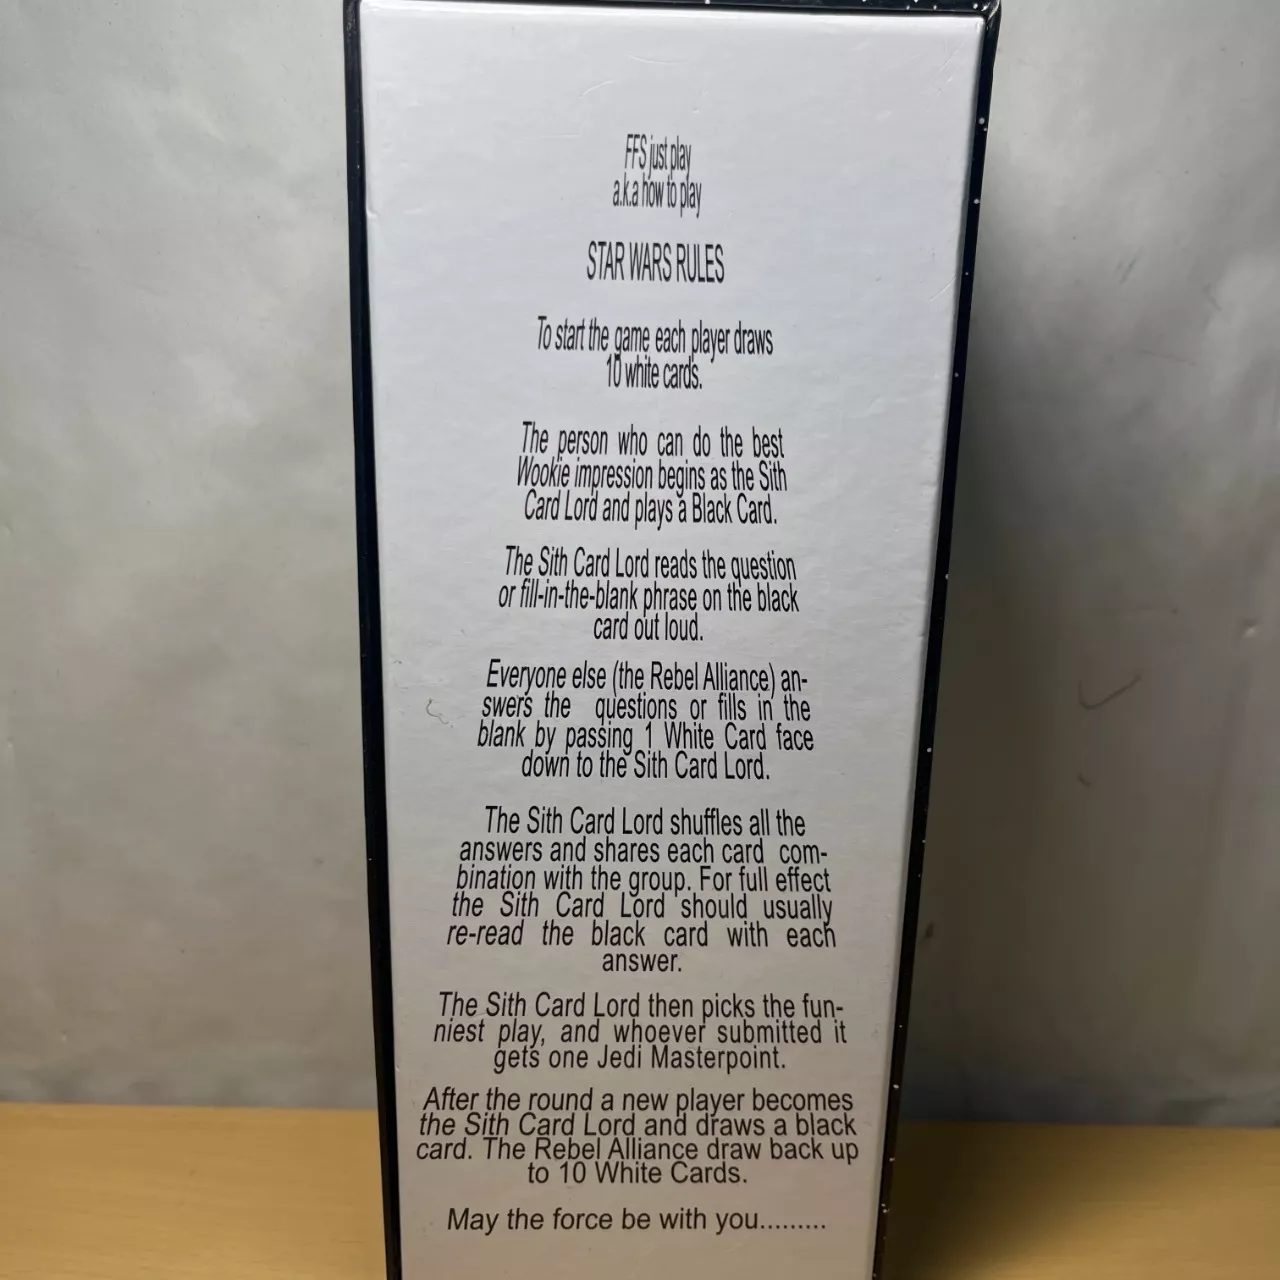 FFS just play
a.k.a how to play
STAR WARS RULES
To start the game each player draws
10 white cards.
The person who can do the best
Wookie impression begins as the Sith
Card Lord and plays a Black Card.
The Sith Card Lord reads the question
or fill-in-the-blank phrase on the black
card out loud.
Everyone else (the Rebel Alliance) an-
swers the questions or fills in the
blank by passing 1 White Card face
down to the Sith Card Lord.
The Sith Card Lord shuffles all the
answers and shares each card com-
bination with the group. For full effect
the Sith Card Lord should usually
re-read the black card with each
answer.
The Sith Card Lord then picks the fun-
niest play, and whoever submitted it
gets one Jedi Masterpoint.
After the round a new player becomes
the Sith Card Lord and draws a black
card. The Rebel Alliance draw back up
to 10 White Cards.
May the force be with you.........